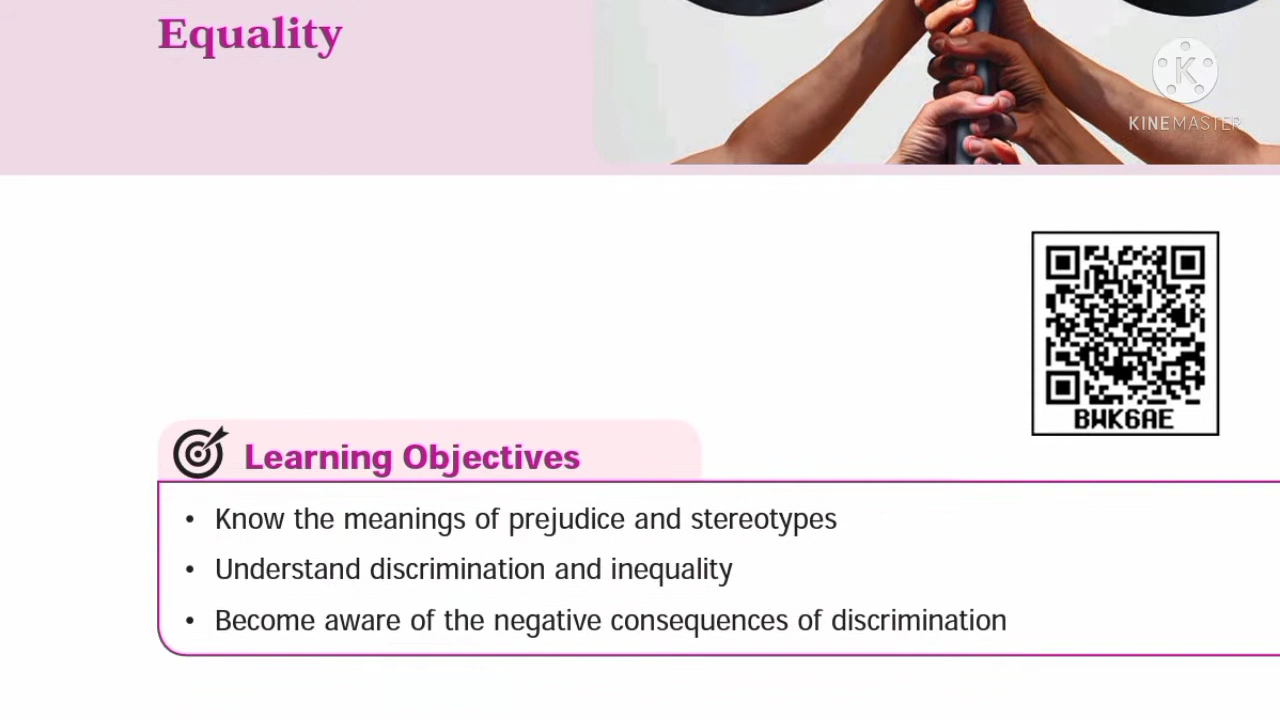 Equality
K
KINEMASTER
BWK6AE
Learning Objectives
• Know the meanings of prejudice and stereotypes
• Understand discrimination and inequality
• Become aware of the negative consequences of discrimination